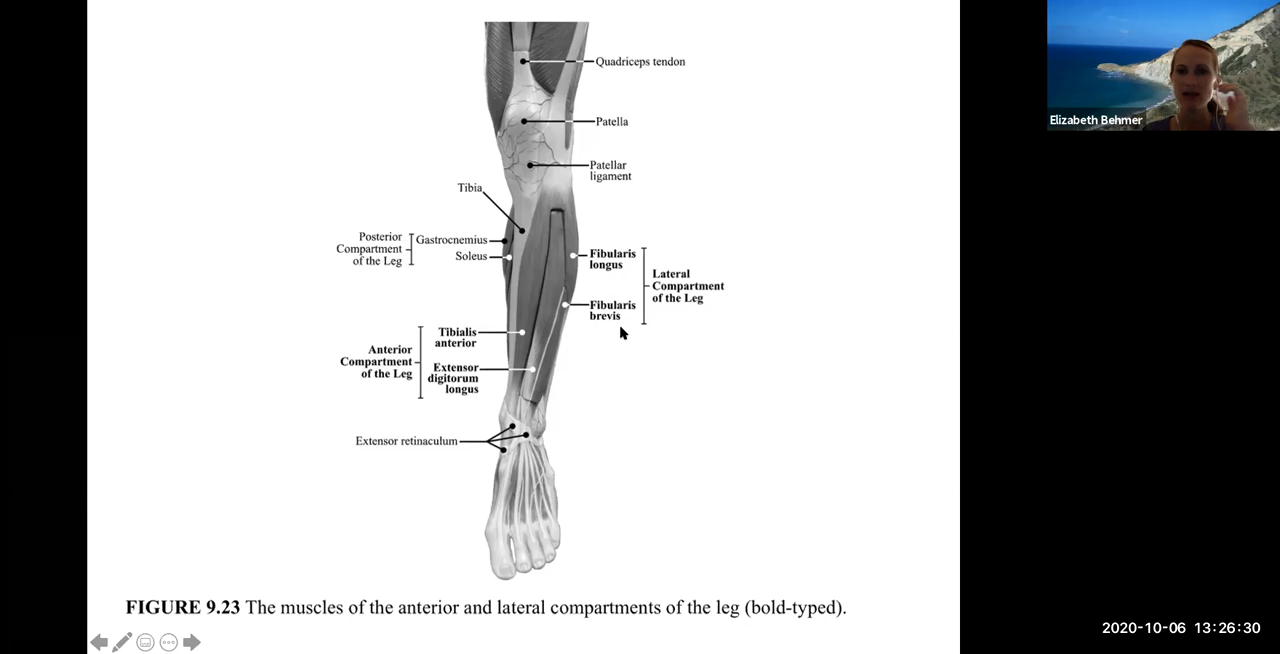 Quadriceps tendon
Patella
Patellar
ligament
Tibia
Posterior
Compartment
of the Leg
Gastrocnemius
Soleus
Fibularis
longus
Fibularis
brevis
Lateral
Compartment
of the Leg
Anterior
Compartment
of the Leg
Tibialis
anterior
Extensor
digitorum
longus
Extensor retinaculum
FIGURE 9.23 The muscles of the anterior and lateral compartments of the leg (bold-typed).
Elizabeth Behmer
2020-10-06 13:26:30